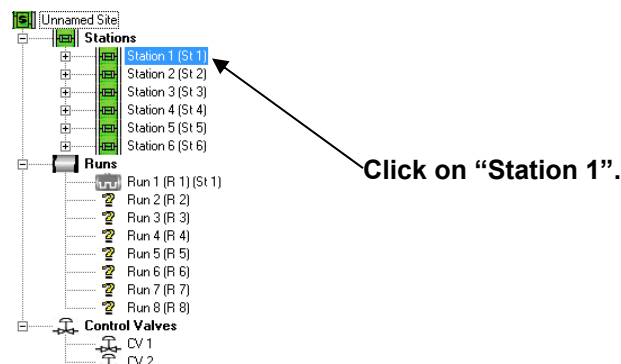 Unnamed Site
Stations
Station 1 (St 1)
Station 2 (St 2)
Station 3 (St 3)
Station 4 (St 4)
Station 5 (St 5)
Station 6 (St 6)
Click on “Station 1”.
Runs
Run 1 (R 1) (St 1)
Run 2 (R 2)
Run 3 (R 3)
Run 4 (R 4)
Run 5 (R 5)
Run 6 (R 6)
Run 7 (R 7)
Run 8 (R 8)
Control Valves
CV 1
CV 2